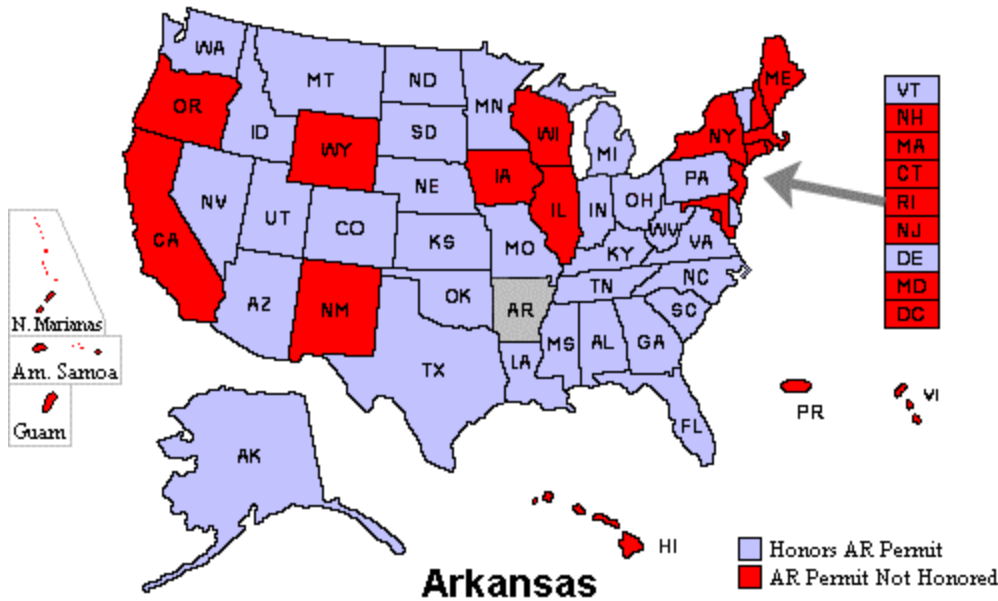 WA
MT
ND
MN
ME
VT
OR
ID
SD
WI
NY
NH
WY
MI
MA
IA
PA
CT
NE
NV
UT
CO
IL
IN
OH
RI
WV
NJ
CA
KS
MO
KY
VA
DE
AZ
NM
OK
AR
TN
NC
MD
SC
DC
N. Marianas
MS
AL
GA
TX
LA
Am. Samoa
PR
VI
FL
Guam
AK
HI
Honors AR Permit
AR Permit Not Honored
Arkansas